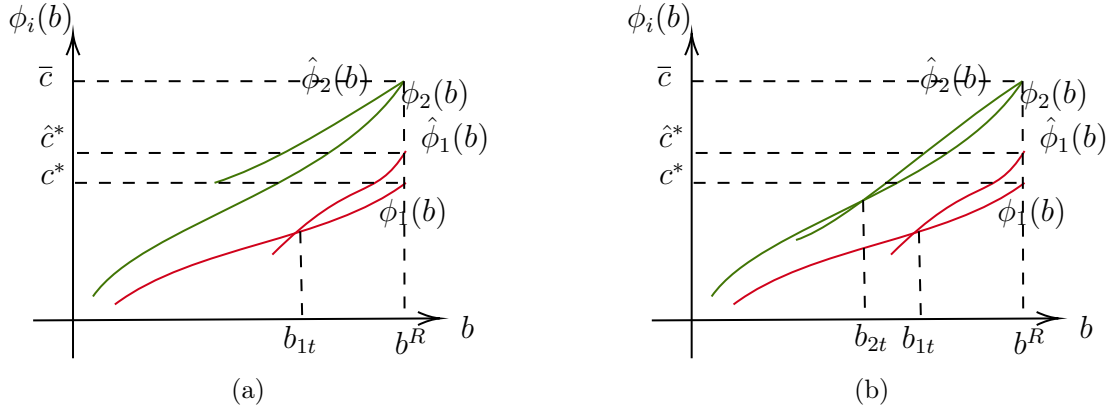 ϕ_i(b)
c̅
ϕ̂_2(b)
ϕ_2(b)
ϕ̂_1(b)
ĉ*
c*
ϕ_1(b)
b_{1t}
b^R
b
(a)
ϕ_i(b)
c̅
ϕ̂_2(b)
ϕ_2(b)
ϕ̂_1(b)
ĉ*
c*
ϕ_1(b)
b_{2t}
b_{1t}
b^R
b
(b)